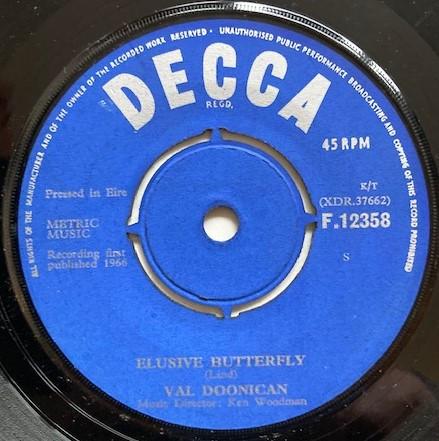 ALL RIGHTS OF THE MANUFACTURER AND OF THE OWNER OF THE RECORDED WORK RESERVED · UNAUTHORISED PUBLIC PERFORMANCE BROADCASTING AND COPYING OF THIS RECORD PROHIBITED
DECCA
REGD.
45 RPM
Pressed in Eire
K/T
(XDR.37662)
METRIC
MUSIC
F.12358
Recording first
published 1966
S
ELUSIVE BUTTERFLY
(Lind)
VAL DOONICAN
Music Director: Ken Woodman